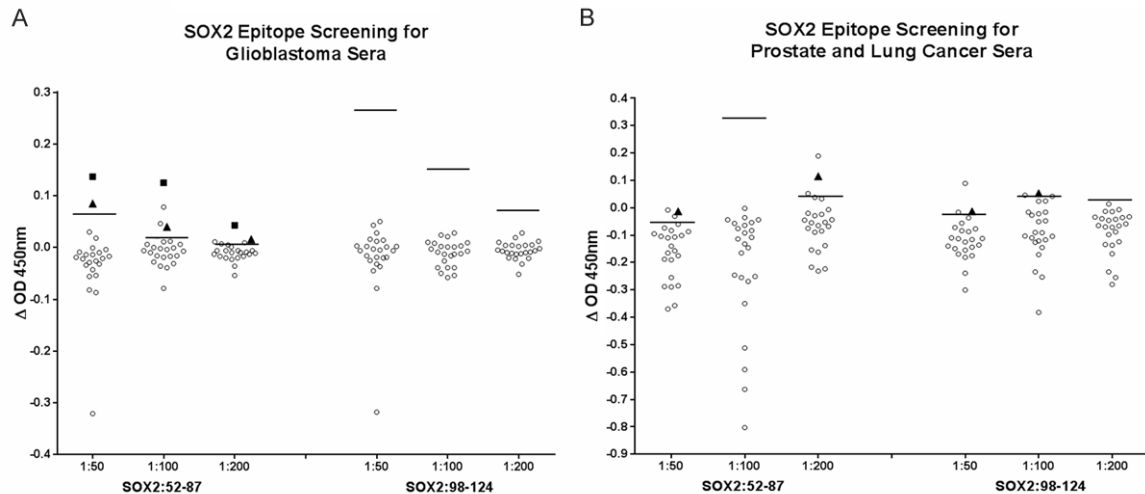 A
SOX2 Epitope Screening for
Glioblastoma Sera
Δ OD 450nm
0.3
0.2
0.1
0.0
-0.1
-0.2
-0.3
-0.4
1:50 1:100 1:200 1:50 1:100 1:200
SOX2:52-87 SOX2:98-124
B
SOX2 Epitope Screening for
Prostate and Lung Cancer Sera
Δ OD 450nm
0.4
0.3
0.2
0.1
0.0
-0.1
-0.2
-0.3
-0.4
-0.5
-0.6
-0.7
-0.8
-0.9
1:50 1:100 1:200 1:50 1:100 1:200
SOX2:52-87 SOX2:98-124